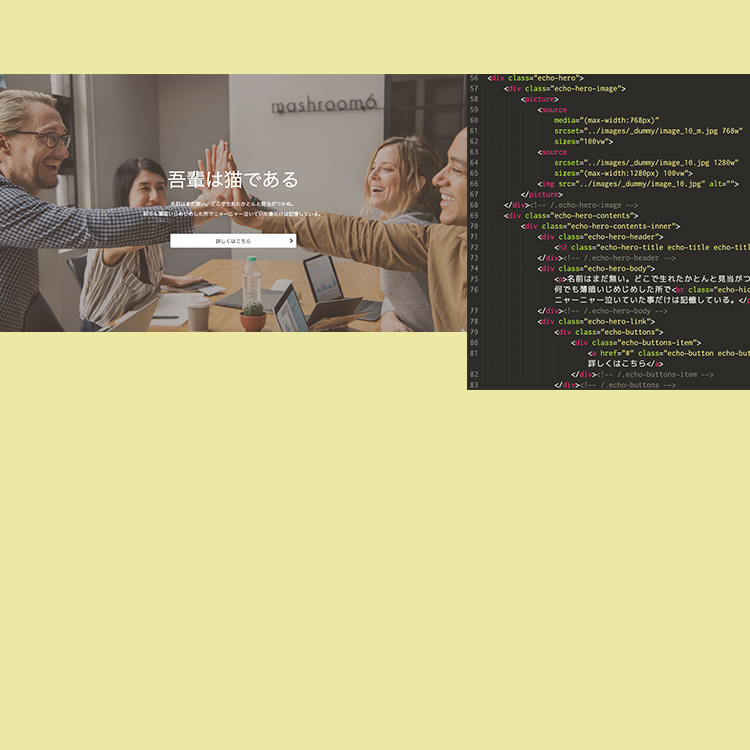 mashroom6
吾輩は猫である
名前はまだ無い。どこで生れたかとんと見当がつかぬ。
何でも薄暗いじめじめした所でニャーニャー泣いていた事だけは記憶している。
詳しくはこちら
56 <div class="echo-hero">
57 <div class="echo-hero-image">
58 <picture>
59 <source
60 media="(max-width:768px)"
61 srcset="../images/_dummy/image_10_m.jpg 768w"
62 sizes="100vw">
63 <source
64 srcset="../images/_dummy/image_10.jpg 1280w"
65 sizes="(max-width:1280px) 100vw">
66 <img src="../images/_dummy/image_10.jpg" alt="">
67 </picture>
68 </div><!-- /.echo-hero-image -->
69 <div class="echo-hero-contents">
70 <div class="echo-hero-contents-inner">
71 <div class="echo-hero-header">
72 <h2 class="echo-hero-title echo-title echo-titl
73 </div><!-- /.echo-hero-header -->
74 <div class="echo-hero-body">
75 <p>名前はまだ無い。どこで生れたかとんと見当がつ
76 何でも薄暗いじめじめした所で<br class="echo-hid
ニャーニャー泣いていた事だけは記憶している。</p
77 </div><!-- /.echo-hero-body -->
78 <div class="echo-hero-link">
79 <div class="echo-buttons">
80 <div class="echo-buttons-item">
81 <a href="#" class="echo-button echo-but
詳しくはこちら</a>
82 </div><!-- /.echo-buttons-item -->
83 </div><!-- /.echo-buttons -->